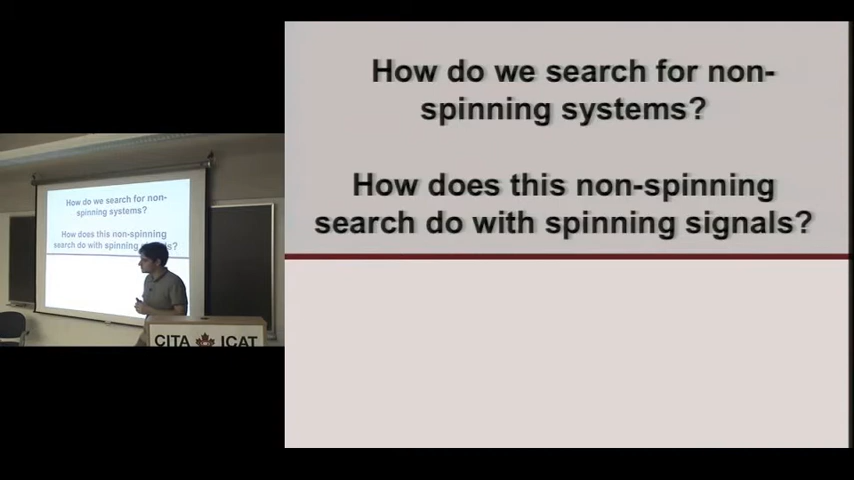 How do we search for non-
spinning systems?
How does this non-spinning
search do with spinning signals?
How do we search for non-
spinning systems?
How does this non-spinning
search do with spinning signals?
CITA ICAT